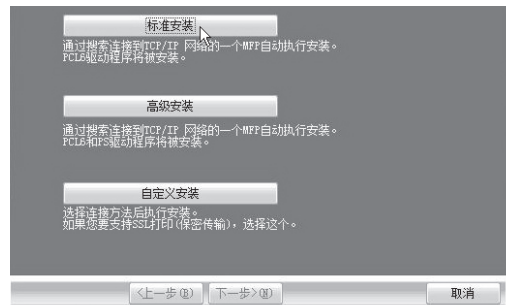 标准安装
通过搜索连接到TCP/IP 网络的一个MFP自动执行安装。
PCL6驱动程序将被安装。
高级安装
通过搜索连接到TCP/IP 网络的一个MFP自动执行安装。
PCL6和PS驱动程序将被安装。
自定义安装
选择连接方法后执行安装。
如果您要支持SSL打印(保密传输)，选择这个。
<上一步(B) 下一步>(N) 取消